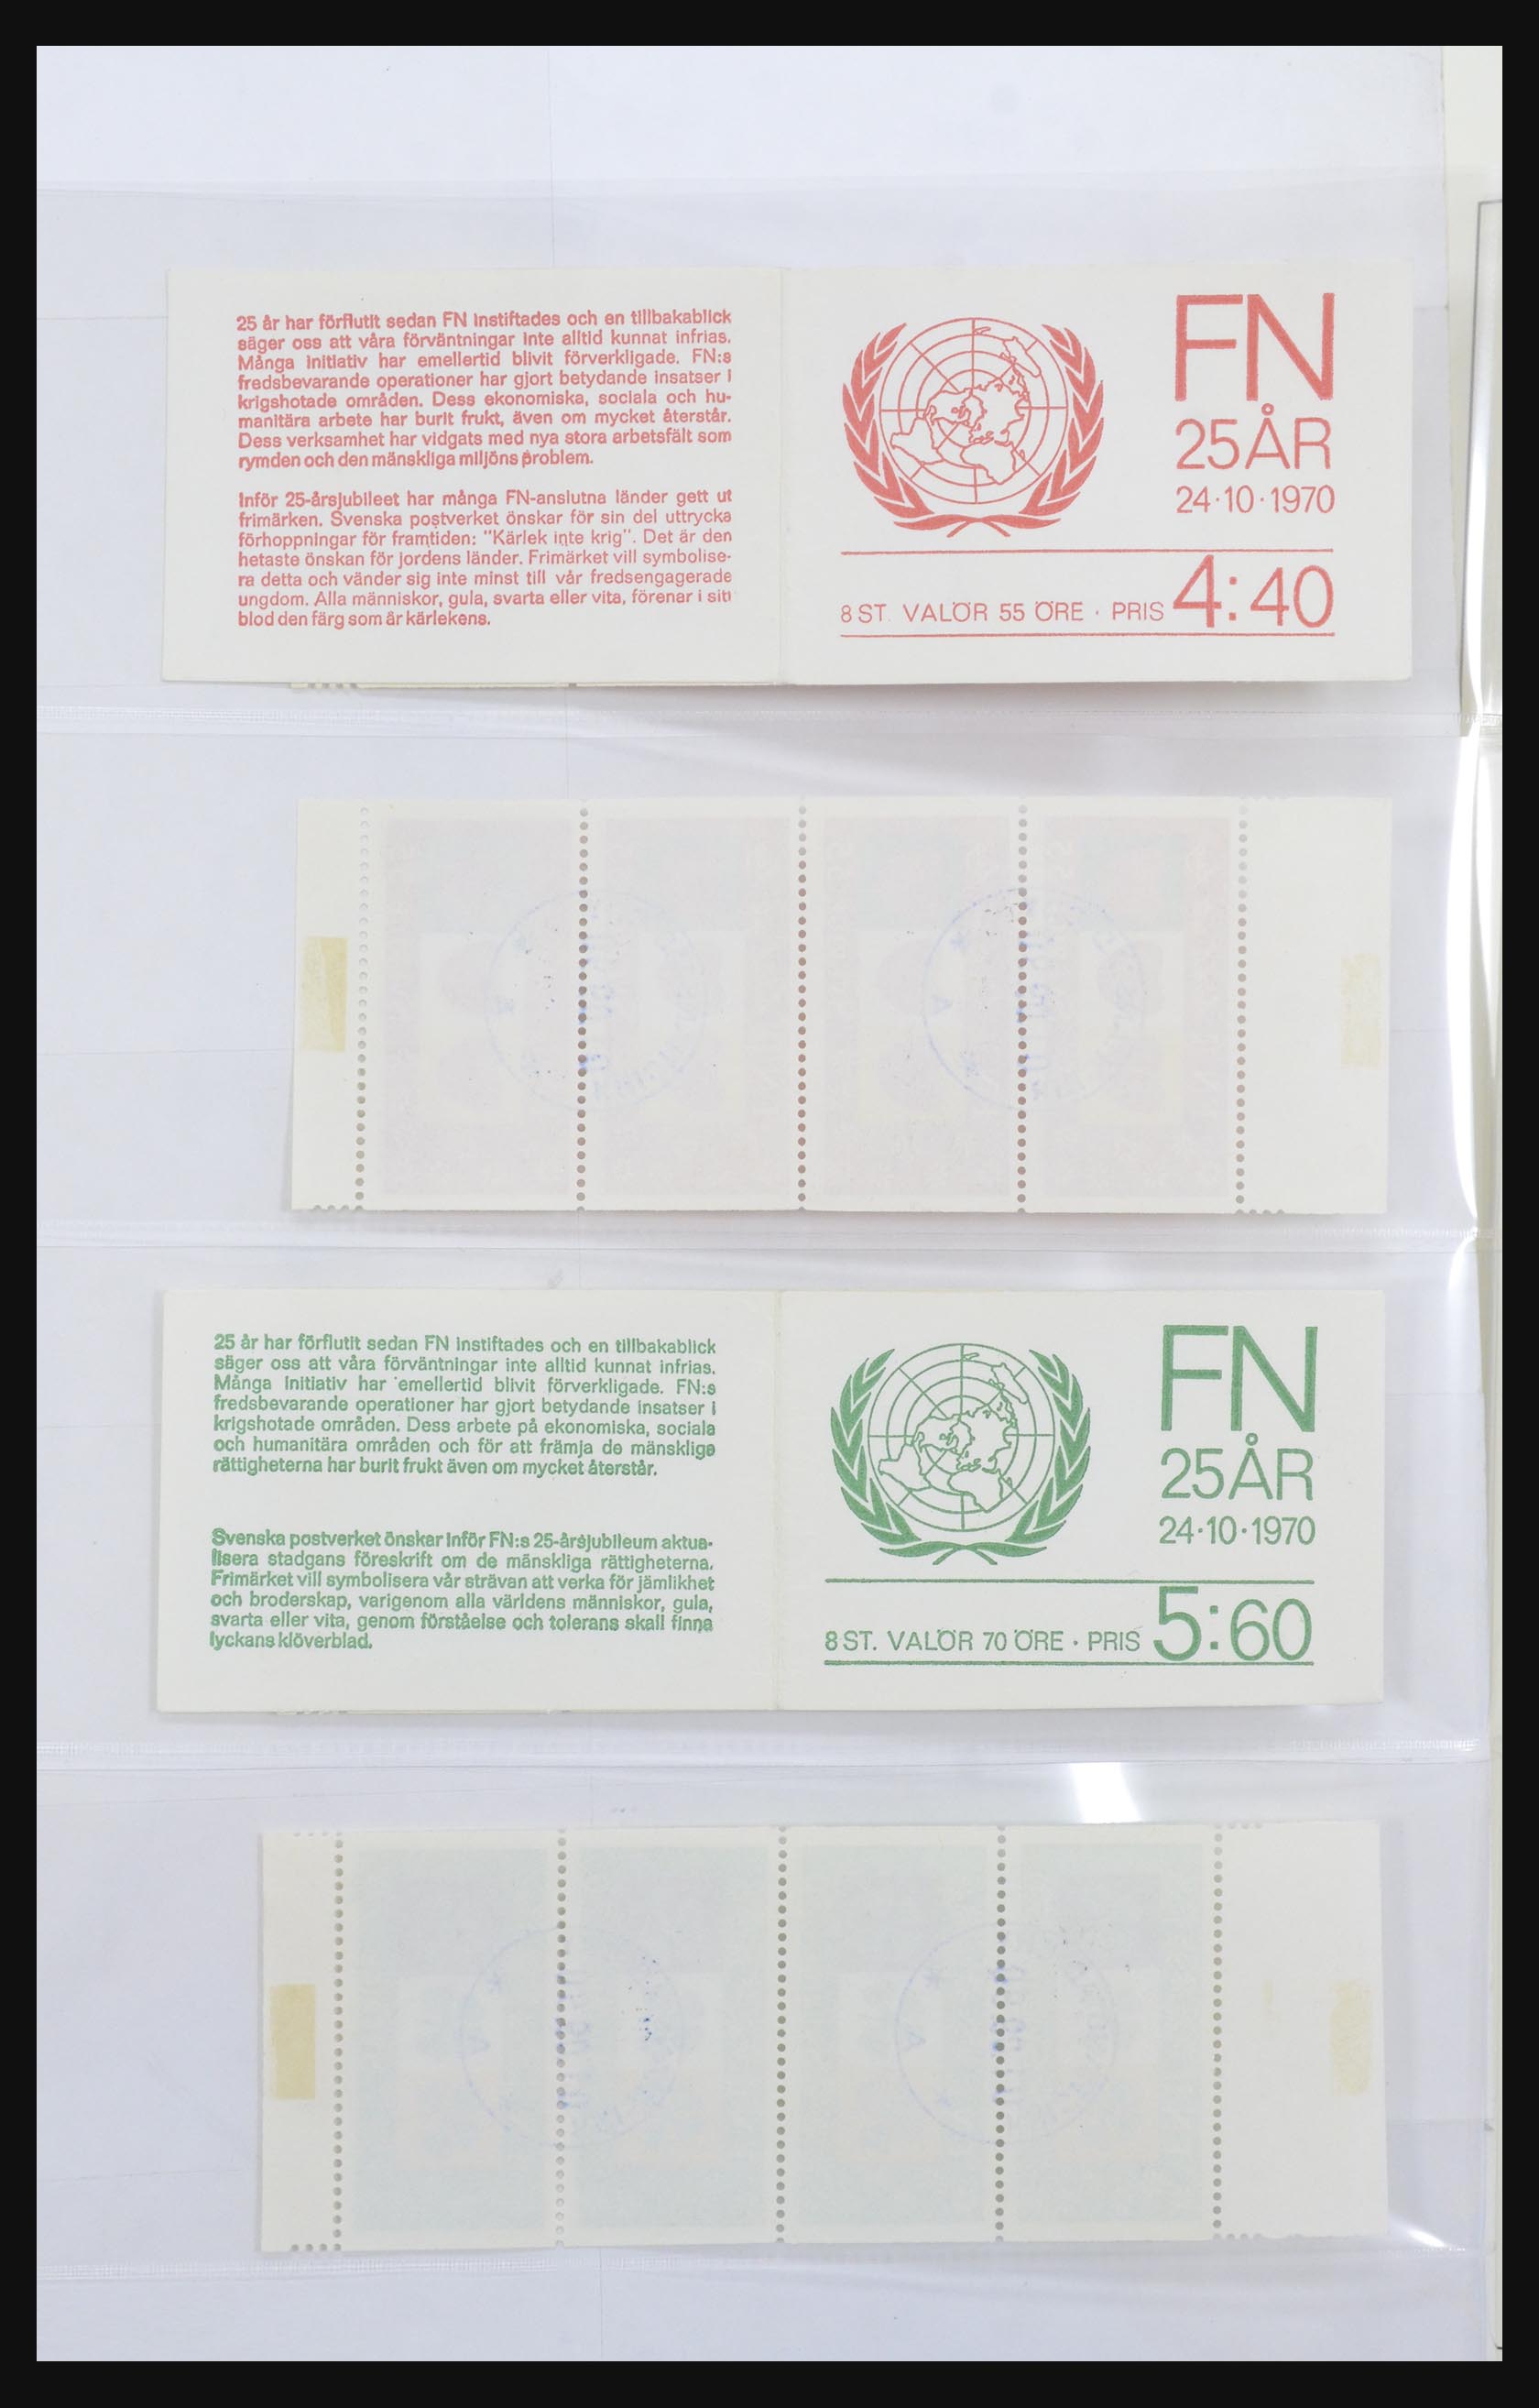 25 år har förflutit sedan FN instiftades och en tillbakablick
säger oss att våra förväntningar inte alltid kunnat infrias.
Många initiativ har emellertid blivit förverkligade. FN:s
fredsbevarande operationer har gjort betydande insatser i
krigshotade områden. Dess ekonomiska, sociala och hu-
manitära arbete har burit frukt, även om mycket återstår.
Dess verksamhet har vidgats med nya stora arbetsfält som
rymden och den mänskliga miljöns problem.
Inför 25-årsjubileet har många FN-anslutna länder gett ut
frimärken. Svenska postverket önskar för sin del uttrycka
förhoppningar för framtiden: "Kärlek inte krig". Det är den
hetaste önskan för jordens länder. Frimärket vill symbolise-
ra detta och vänder sig inte minst till vår fredsengagerade
ungdom. Alla människor, gula, svarta eller vita, förenar i sitt
blod den färg som är kärlekens.
FN
25 ÅR
24·10·1970
8 ST. VALÖR 55 ÖRE · PRIS 4:40
25 år har förflutit sedan FN instiftades och en tillbakablick
säger oss att våra förväntningar inte alltid kunnat infrias.
Många initiativ har emellertid blivit förverkligade. FN:s
fredsbevarande operationer har gjort betydande insatser i
krigshotade områden. Dess arbete på ekonomiska, sociala
och humanitära områden och för att främja de mänskliga
rättigheterna har burit frukt även om mycket återstår.
Svenska postverket önskar inför FN:s 25-årsjubileum aktua-
lisera stadgans föreskrift om de mänskliga rättigheterna.
Frimärket vill symbolisera vår strävan att verka för jämlikhet
och broderskap, varigenom alla världens människor, gula,
svarta eller vita, genom förståelse och tolerans skall finna
lyckans klöverblad.
FN
25 ÅR
24·10·1970
8 ST. VALÖR 70 ÖRE · PRIS 5:60